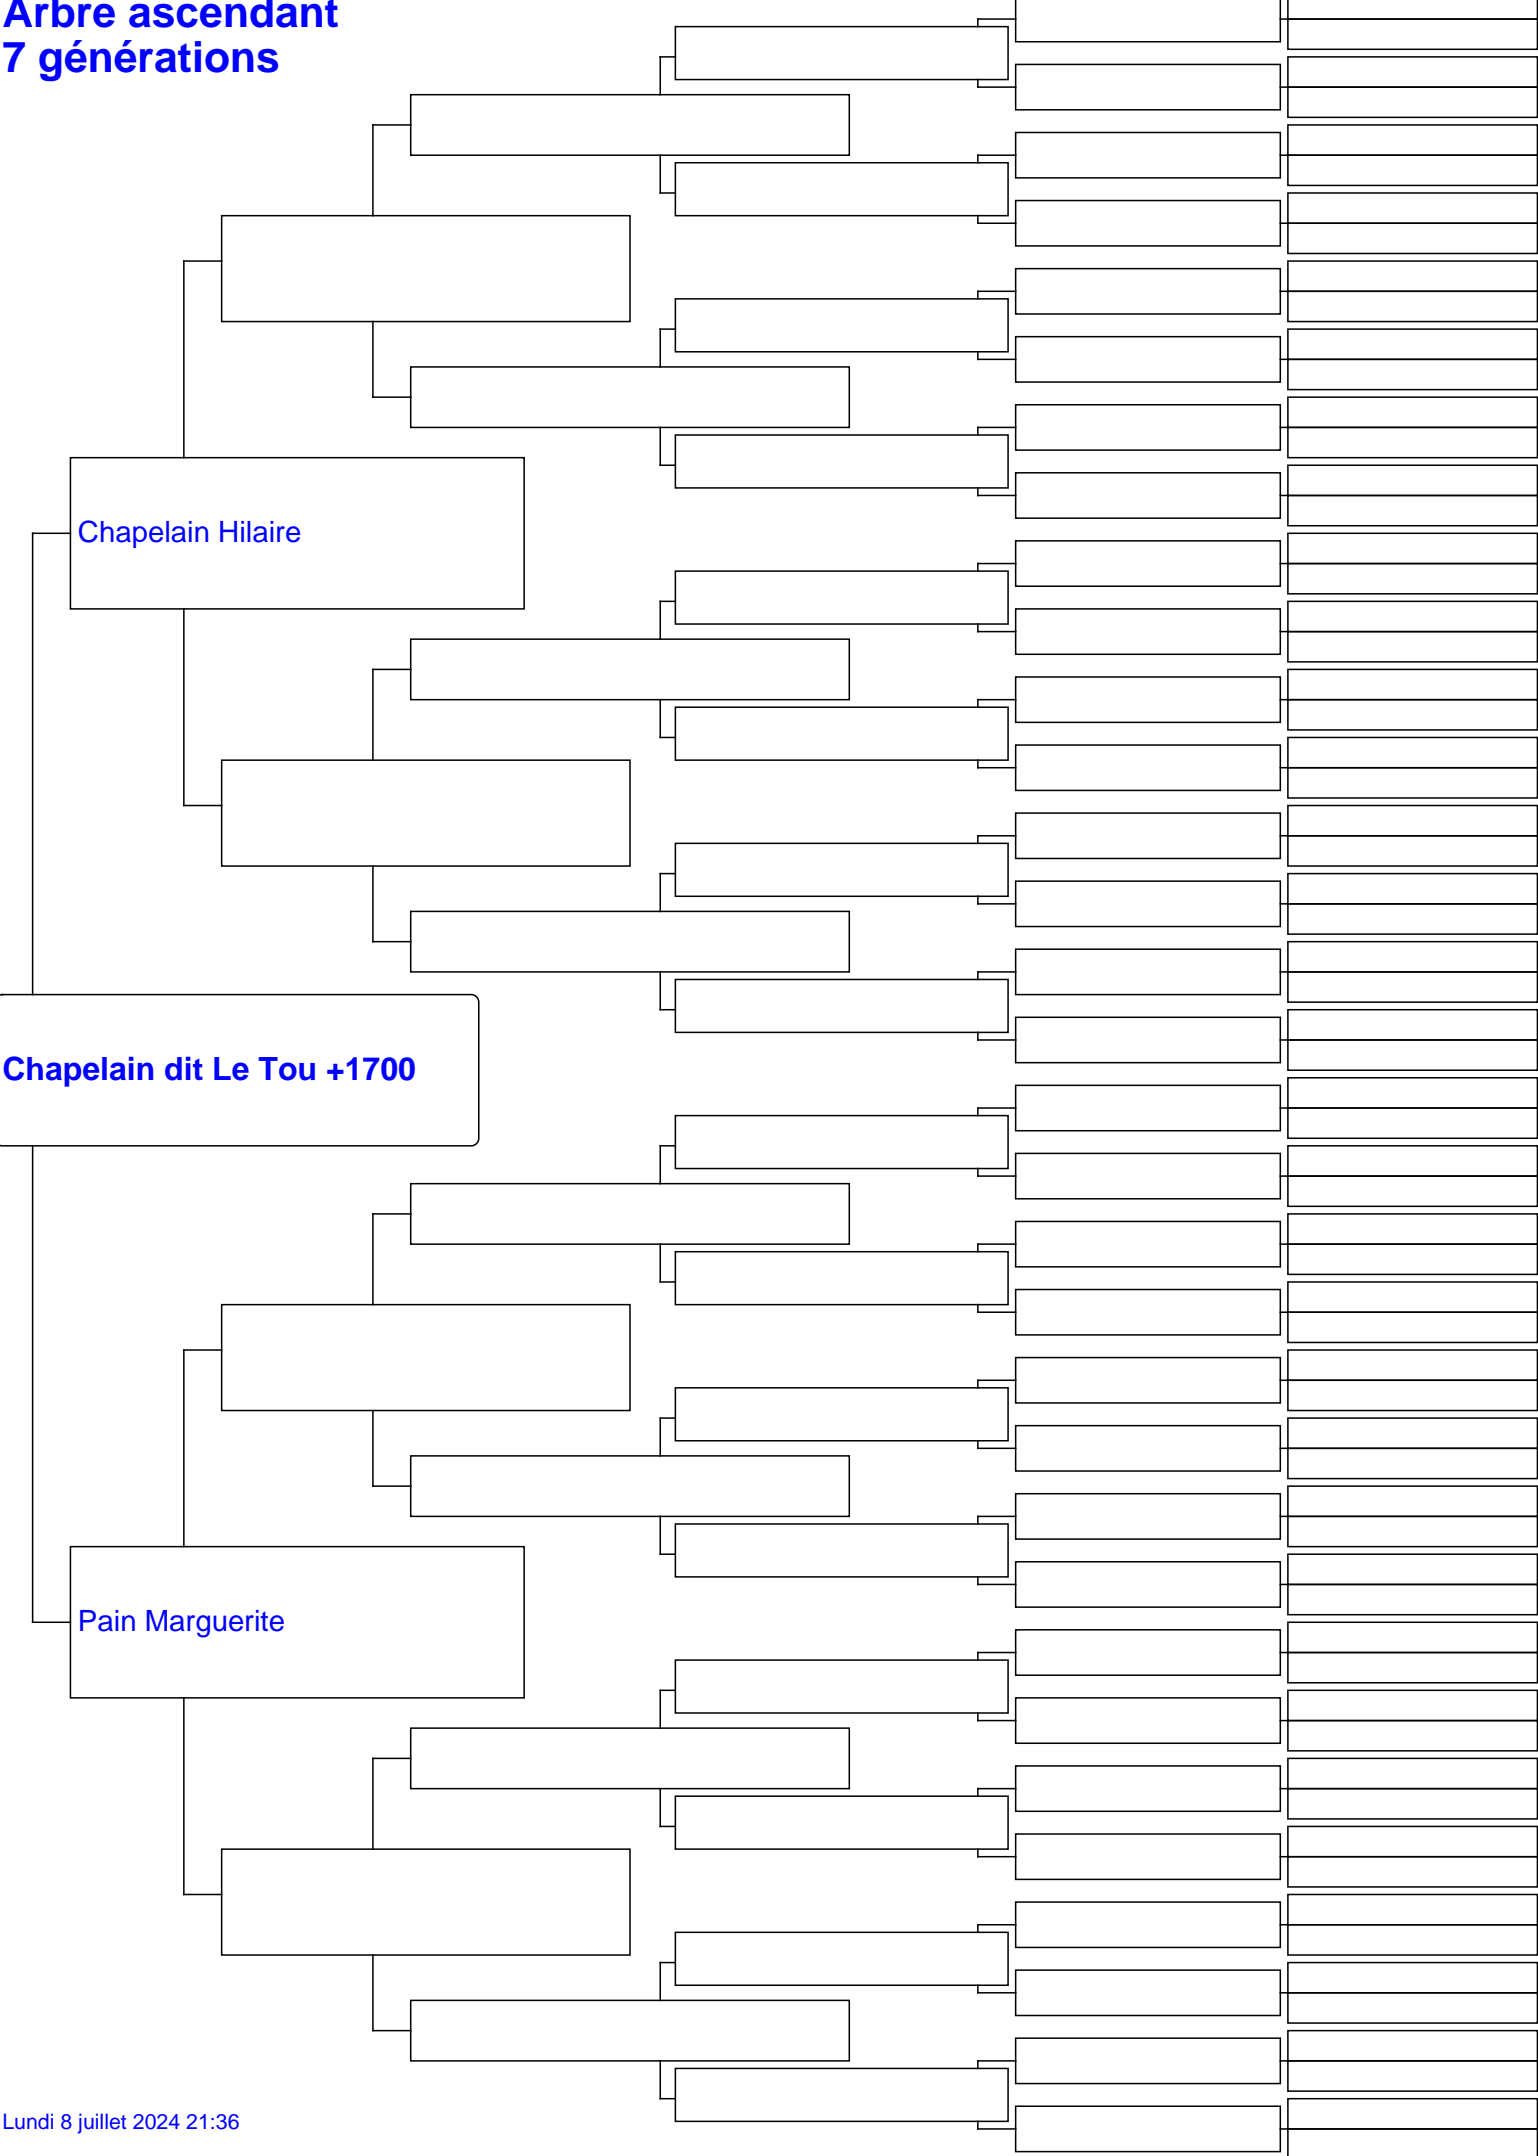 Arbre ascendant
7 générations
Chapelain Hilaire
Chapelain dit Le Tou +1700
Pain Marguerite
Lundi 8 juillet 2024 21:36